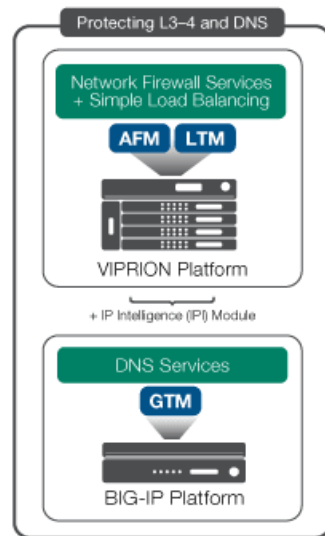 Protecting L3–4 and DNS
Network Firewall Services
+ Simple Load Balancing
AFM LTM
VIPRION Platform
+ IP Intelligence (IPI) Module
DNS Services
GTM
BIG-IP Platform